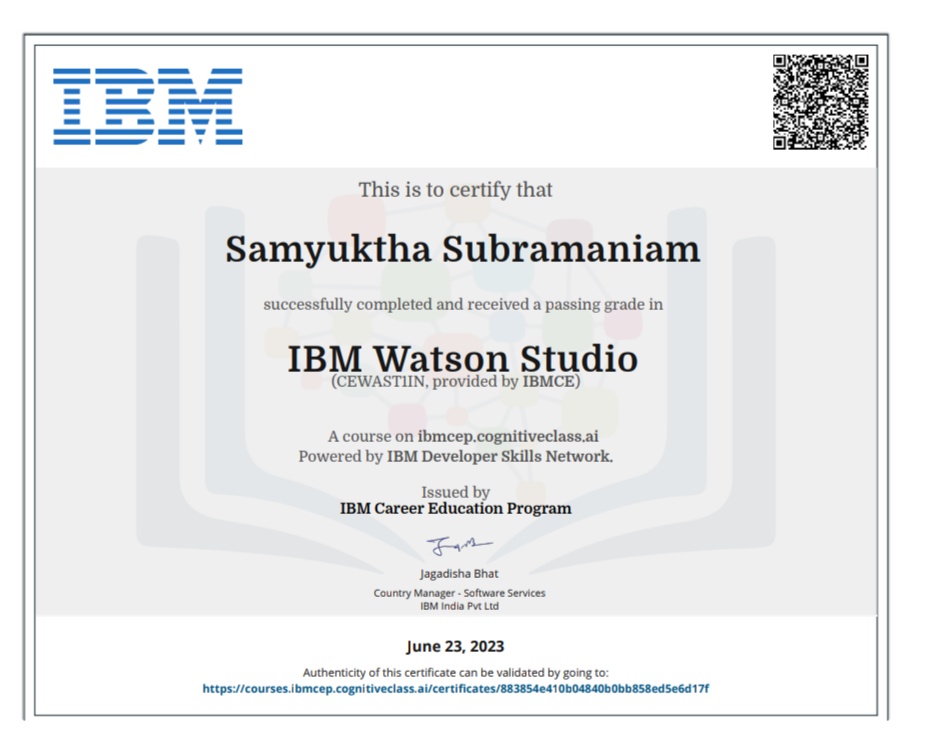 IBM
This is to certify that
Samyuktha Subramaniam
successfully completed and received a passing grade in
IBM Watson Studio
(CEWAST1IN, provided by IBMCE)
A course on ibmcep.cognitiveclass.ai
Powered by IBM Developer Skills Network.
Issued by
IBM Career Education Program
Jagadisha Bhat
Country Manager - Software Services
IBM India Pvt Ltd
June 23, 2023
Authenticity of this certificate can be validated by going to:
https://courses.ibmcep.cognitiveclass.ai/certificates/883854e410b04840b0bb858ed5e6d17f